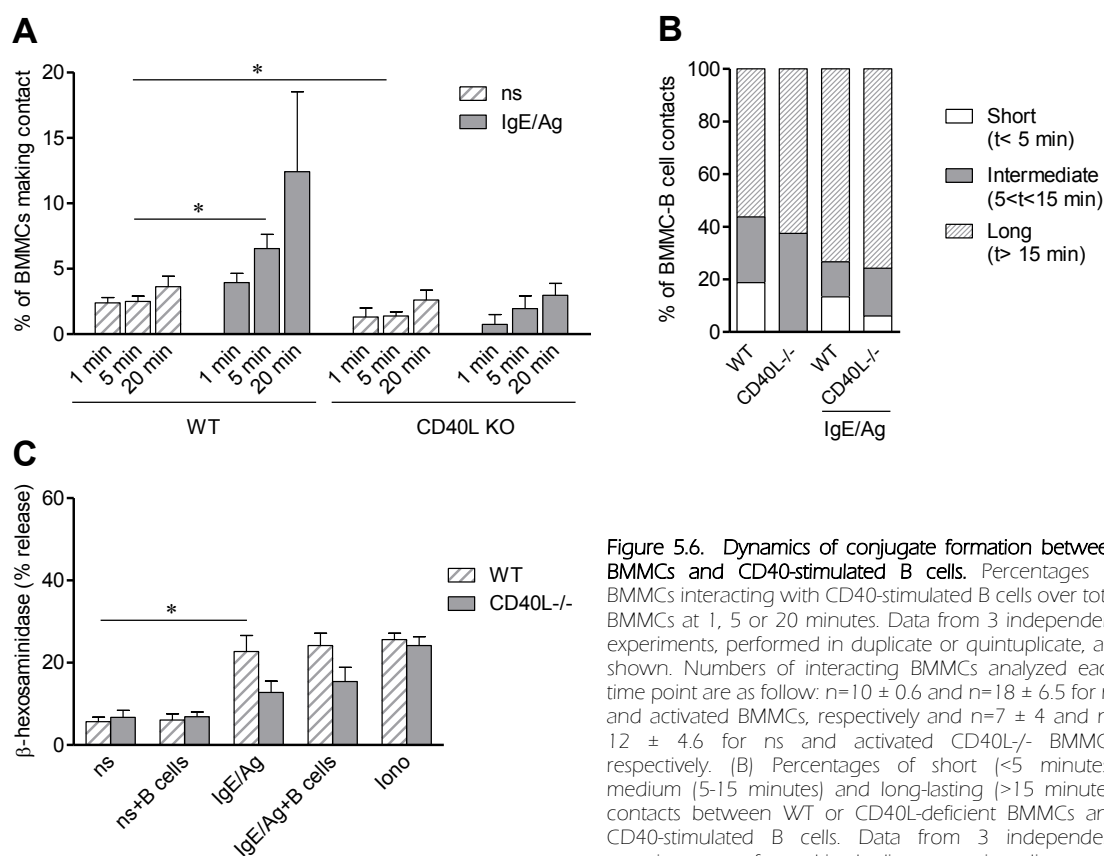 A
% of BMMCs making contact
20
15
10
5
0
*
*
ns
IgE/Ag
1 min
5 min
20 min
1 min
5 min
20 min
1 min
5 min
20 min
1 min
5 min
20 min
WT
CD40L KO
B
% of BMMC-B cell contacts
100
80
60
40
20
0
WT
CD40L-/-
WT
CD40L-/-
IgE/Ag
Short
(t< 5 min)
Intermediate
(5<t<15 min)
Long
(t> 15 min)
C
β-hexosaminidase (% release)
60
40
20
0
*
WT
CD40L-/-
ns
ns+B cells
IgE/Ag
IgE/Ag+B cells
Iono
Figure 5.6. Dynamics of conjugate formation between
BMMCs and CD40-stimulated B cells. Percentages
BMMCs interacting with CD40-stimulated B cells over
BMMCs at 1, 5 or 20 minutes. Data from 3
experiments, performed in duplicate or quintuplicate,
shown. Numbers of interacting BMMCs analyzed
time point are as follow: n=10 ± 0.6 and n=18 ± 6.5 for
and activated BMMCs, respectively and n=7 ± 4 and
12 ± 4.6 for ns and activated CD40L-/-
respectively. (B) Percentages of short (<5
medium (5-15 minutes) and long-lasting (>15
contacts between WT or CD40L-deficient BMMCs
CD40-stimulated B cells. Data from 3